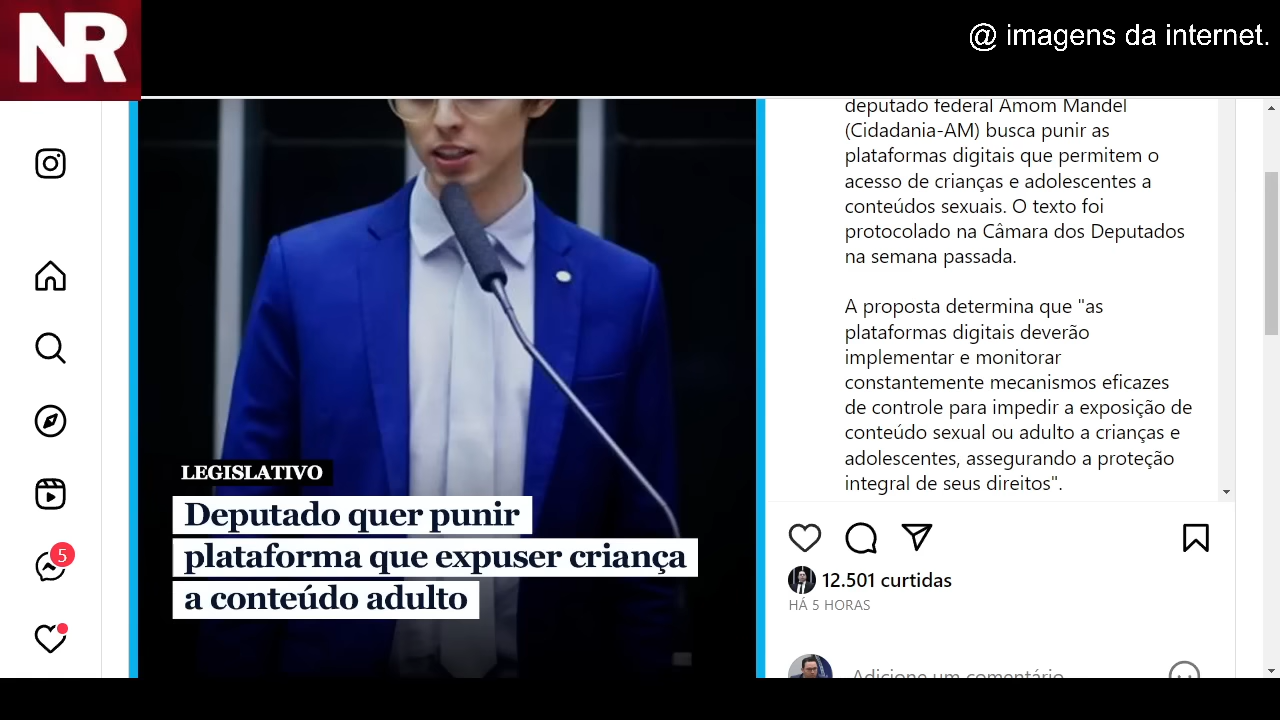 NR
@ imagens da internet.
LEGISLATIVO
Deputado quer punir
plataforma que expuser criança
a conteúdo adulto
deputado federal Amom Mandel
(Cidadania-AM) busca punir as
plataformas digitais que permitem o
acesso de crianças e adolescentes a
conteúdos sexuais. O texto foi
protocolado na Câmara dos Deputados
na semana passada.
A proposta determina que "as
plataformas digitais deverão
implementar e monitorar
constantemente mecanismos eficazes
de controle para impedir a exposição de
conteúdo sexual ou adulto a crianças e
adolescentes, assegurando a proteção
integral de seus direitos".
5
12.501 curtidas
HÁ 5 HORAS
Adicione um comentário